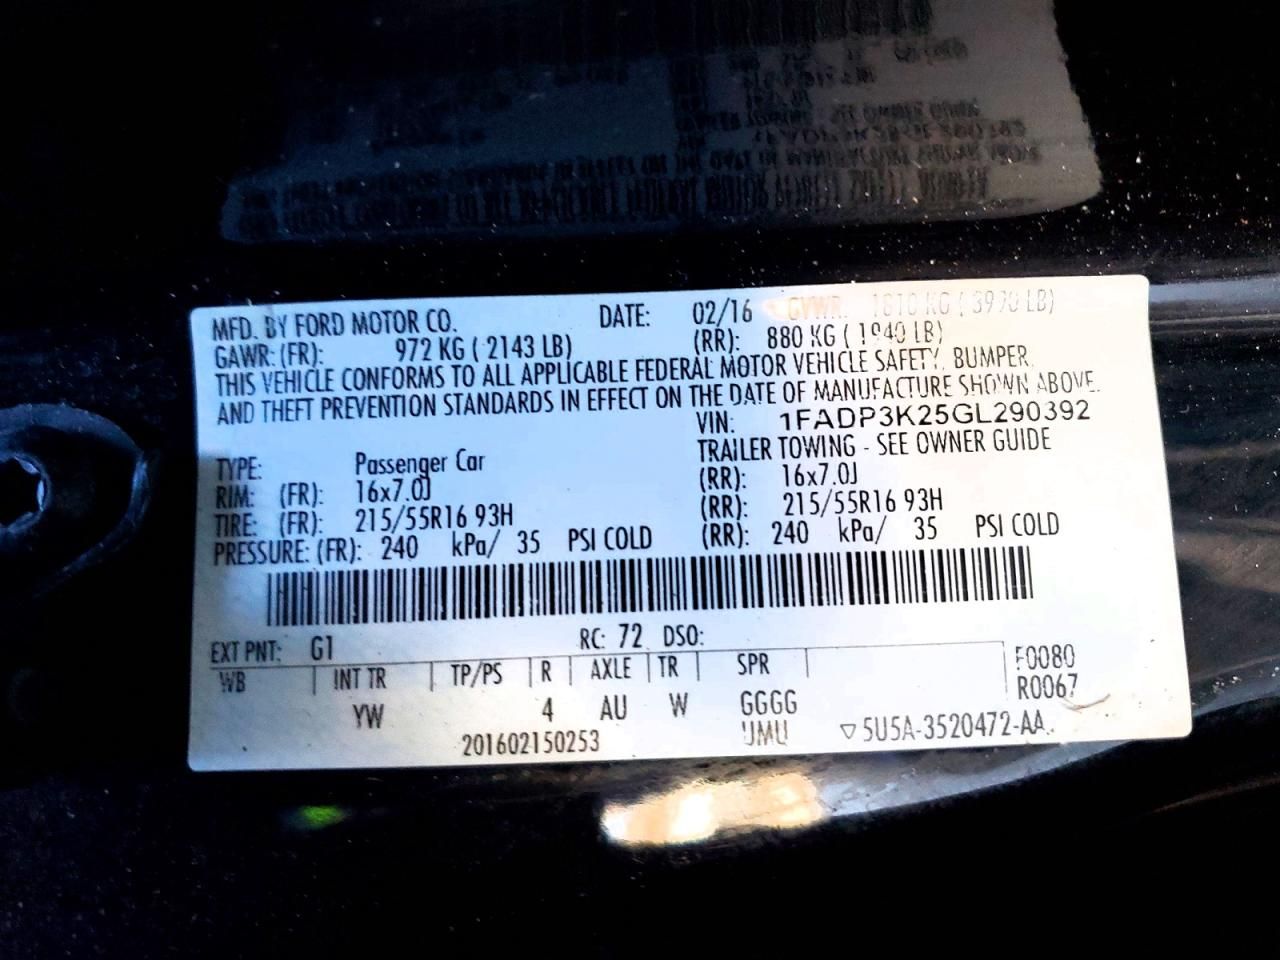 MFD. BY FORD MOTOR CO. DATE: 02/16 GVWR: 1810 KG ( 3990 LB)
GAWR: (FR): 972 KG ( 2143 LB) (RR): 880 KG ( 1940 LB)
THIS VEHICLE CONFORMS TO ALL APPLICABLE FEDERAL MOTOR VEHICLE SAFETY, BUMPER,
AND THEFT PREVENTION STANDARDS IN EFFECT ON THE DATE OF MANUFACTURE SHOWN ABOVE.
VIN: 1FADP3K25GL290392
TRAILER TOWING - SEE OWNER GUIDE
TYPE: Passenger Car
RIM: (FR): 16x7.0J (RR): 16x7.0J
TIRE: (FR): 215/55R16 93H (RR): 215/55R16 93H
PRESSURE: (FR): 240 kPa/ 35 PSI COLD (RR): 240 kPa/ 35 PSI COLD
EXT PNT: G1 RC: 72 DSO:
WB INT TR TP/PS R AXLE TR SPR F0080
YW 4 AU W GGGG R0067
201602150253 UMU ▽5U5A-3520472-AA